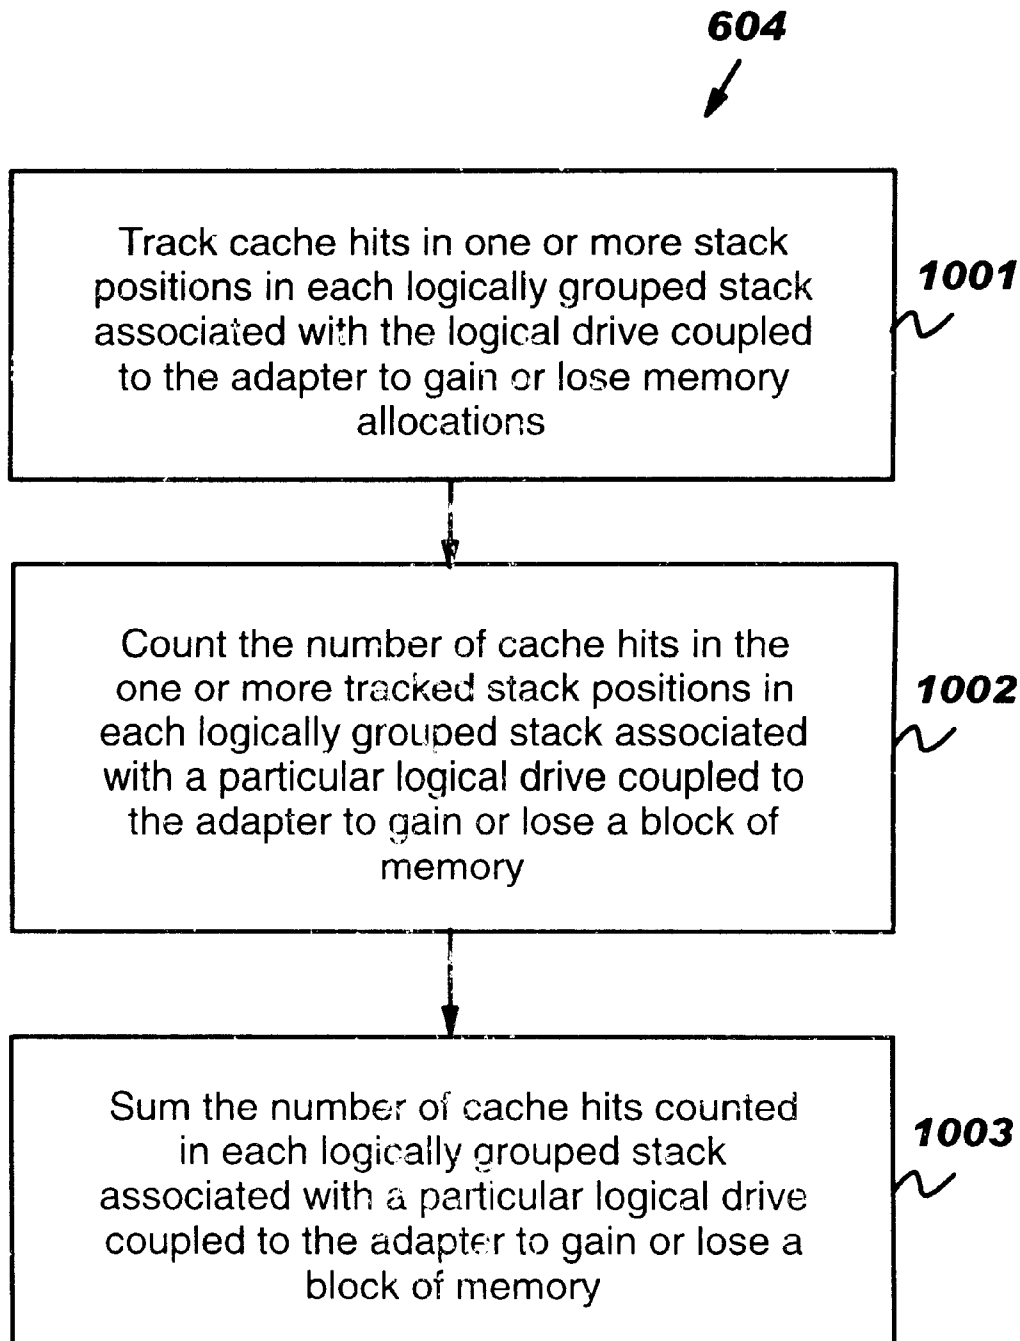 604
Track cache hits in one or more stack
positions in each logically grouped stack
associated with the logical drive coupled
to the adapter to gain or lose memory
allocations
1001
Count the number of cache hits in the
one or more tracked stack positions in
each logically grouped stack associated
with a particular logical drive coupled to
the adapter to gain or lose a block of
memory
1002
Sum the number of cache hits counted
in each logically grouped stack
associated with a particular logical drive
coupled to the adapter to gain or lose a
block of memory
1003